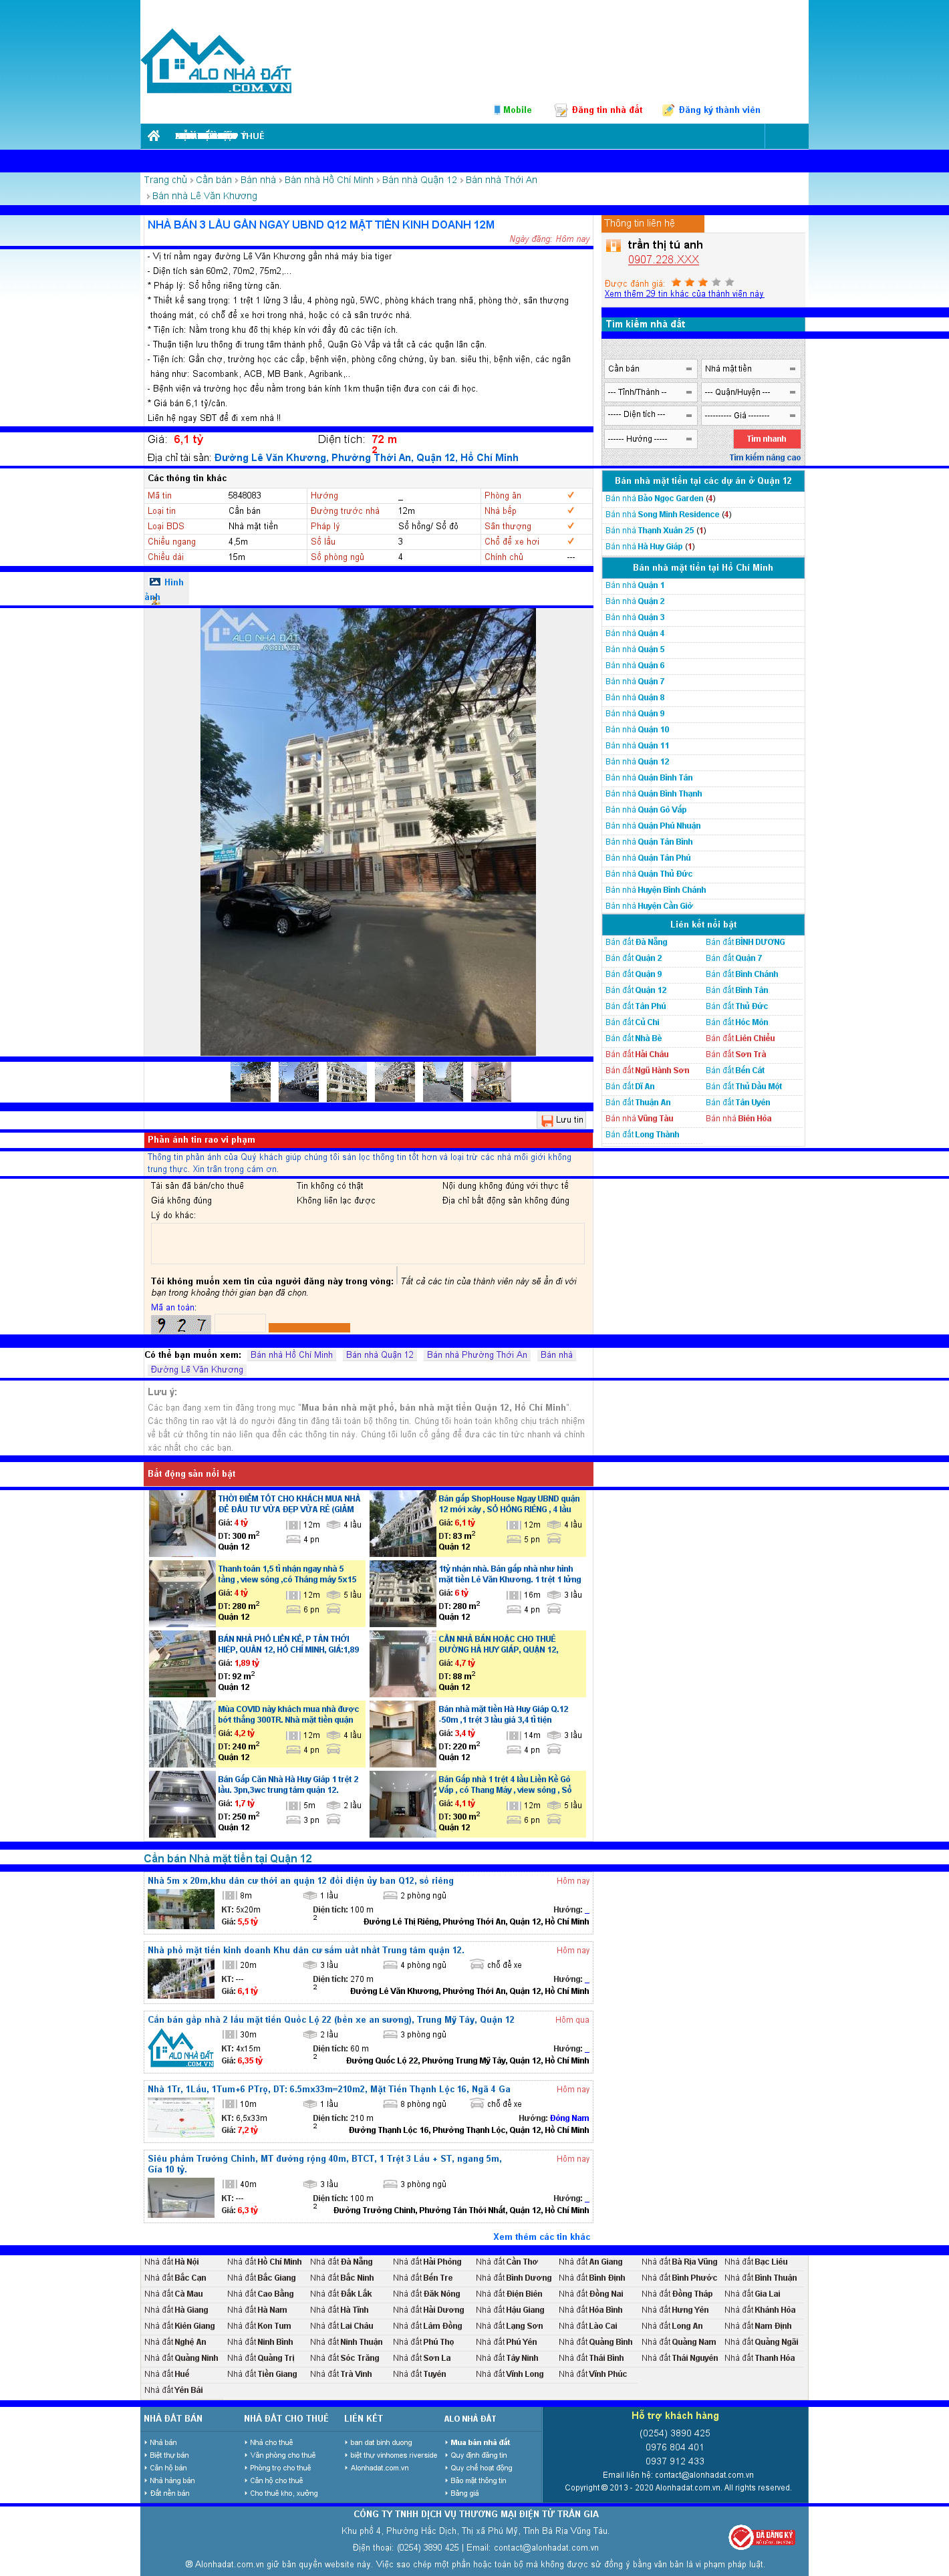 ALO NHÀ ĐẤT
.COM.VN
Mobile Đăng tin nhà đất Đăng ký thành viên
Trang chủ › Cần bán › Bán nhà › Bán nhà Hồ Chí Minh › Bán nhà Quận 12 › Bán nhà Thới An
› Bán nhà Lê Văn Khương
NHÀ BÁN 3 LẦU GẦN NGAY UBND Q12 MẶT TIỀN KINH DOANH 12M
Ngày đăng: Hôm nay
- Vị trí nằm ngay đường Lê Văn Khương gần nhà máy bia tiger
- Diện tích sàn 60m2, 70m2, 75m2,...
* Pháp lý: Sổ hồng riêng từng căn.
* Thiết kế sang trọng: 1 trệt 1 lửng 3 lầu, 4 phòng ngủ, 5WC, phòng khách trang nhã, phòng thờ, sân thượng
thoáng mát, có chỗ để xe hơi trong nhà, hoặc có cả sân trước nhà.
* Tiện ích: Nằm trong khu đô thị khép kín với đầy đủ các tiện ích.
- Thuận tiện lưu thông đi trung tâm thành phố, Quận Gò Vấp và tất cả các quận lân cận.
- Tiện ích: Gần chợ, trường học các cấp, bệnh viện, phòng công chứng, ủy ban. siêu thị, bệnh viện, các ngân
hàng như: Sacombank, ACB, MB Bank, Agribank,..
- Bệnh viện và trường học đều nằm trong bán kính 1km thuận tiện đưa con cái đi học.
* Giá bán 6,1 tỷ/căn.
Liên hệ ngay SĐT để đi xem nhà !!
Giá: 6,1 tỷ Diện tích: 72 m
2
Địa chỉ tài sản: Đường Lê Văn Khương, Phường Thới An, Quận 12, Hồ Chí Minh
Các thông tin khác
Mã tin 5848083 Hướng _ Phòng ăn
Loại tin Cần bán Đường trước nhà 12m Nhà bếp
Loại BDS Nhà mặt tiền Pháp lý Sổ hồng/ Sổ đỏ Sân thượng
Chiều ngang 4,5m Số lầu 3 Chổ để xe hơi
Chiều dài 15m Số phòng ngủ 4 Chính chủ ---
Hình
ảnh
ALO NHÀ ĐẤT
.COM.VN
Lưu tin
Phản ánh tin rao vi phạm
Thông tin phản ánh của Quý khách giúp chúng tôi sàn lọc thông tin tốt hơn và loại trừ các nhà môi giới không
trung thực. Xin trân trọng cám ơn.
Tài sản đã bán/cho thuê Tin không có thật Nội dung không đúng với thực tế
Giá không đúng Không liên lạc được Địa chỉ bất động sản không đúng
Lý do khác:
Tôi không muốn xem tin của người đăng này trong vòng: Tất cả các tin của thành viên này sẽ ẩn đi với
bạn trong khoảng thời gian bạn đã chọn.
Mã an toàn:
9 2 7
Có thể bạn muốn xem: Bán nhà Hồ Chí Minh Bán nhà Quận 12 Bán nhà Phường Thới An Bán nhà
Đường Lê Văn Khương
Lưu ý:
Các bạn đang xem tin đăng trong mục "Mua bán nhà mặt phố, bán nhà mặt tiền Quận 12, Hồ Chí Minh".
Các thông tin rao vặt là do người đăng tin đăng tải toàn bộ thông tin. Chúng tôi hoàn toàn không chịu trách nhiệm
về bất cứ thông tin nào liên qua đến các thông tin này. Chúng tôi luôn cố gắng để đưa các tin tức nhanh và chính
xác nhất cho các bạn.
Bất động sản nổi bật
THỜI ĐIỂM TỐT CHO KHÁCH MUA NHÀ
ĐỂ ĐẦU TƯ VỪA ĐẸP VỪA RẺ (GIẢM
Giá: 4 tỷ 12m 4 lầu
DT: 300 m2 4 pn
Quận 12
Bán gấp ShopHouse Ngay UBND quận
12 mới xây , SỔ HỒNG RIÊNG , 4 lầu
Giá: 6,1 tỷ 12m 4 lầu
DT: 83 m2 5 pn
Quận 12
Thanh toán 1,5 tỉ nhận ngay nhà 5
tầng , view sông ,có Tháng máy 5x15
Giá: 4 tỷ 12m 5 lầu
DT: 280 m2 6 pn
Quận 12
1tỷ nhận nhà. Bán gấp nhà như hình
mặt tiền Lê Văn Khương. 1 trệt 1 lửng
Giá: 6 tỷ 16m 3 lầu
DT: 280 m2 4 pn
Quận 12
BÁN NHÀ PHỐ LIỀN KỀ, P TÂN THỚI
HIỆP, QUẬN 12, HỒ CHÍ MINH, GIÁ:1,89
Giá: 1,89 tỷ
DT: 92 m2
Quận 12
CĂN NHÀ BÁN HOẶC CHO THUÊ
ĐƯỜNG HÀ HUY GIÁP, QUẬN 12,
Giá: 4,7 tỷ
DT: 88 m2
Quận 12
Mùa COVID này khách mua nhà được
bớt thẳng 300TR. Nhà mặt tiền quận
Giá: 4,2 tỷ 12m 4 lầu
DT: 240 m2 4 pn
Quận 12
Bán nhà mặt tiền Hà Huy Giáp Q.12
-50m ,1 trệt 3 lầu giá 3,4 tỉ tiện
Giá: 3,4 tỷ 14m 3 lầu
DT: 220 m2 4 pn
Quận 12
Bán Gấp Căn Nhà Hà Huy Giáp 1 trệt 2
lầu. 3pn,3wc trung tâm quận 12.
Giá: 1,7 tỷ 5m 2 lầu
DT: 250 m2 3 pn
Quận 12
Bán Gấp nhà 1 trệt 4 lầu Liền Kề Gò
Vấp , có Thang Máy , view sông , Sổ
Giá: 4,1 tỷ 12m 5 lầu
DT: 300 m2 6 pn
Quận 12
Cần bán Nhà mặt tiền tại Quận 12
Nhà 5m x 20m,khu dân cư thới an quận 12 đối diện ủy ban Q12, sổ riêng Hôm nay
8m 1 lầu 2 phòng ngủ
KT: 5x20m Diện tích: 100 m Hướng: _
2
Giá: 5,5 tỷ Đường Lê Thị Riêng, Phường Thới An, Quận 12, Hồ Chí Minh
Nhà phố mặt tiền kinh doanh Khu dân cư sầm uất nhất Trung tâm quận 12. Hôm nay
20m 3 lầu 4 phòng ngủ chỗ để xe
KT: --- Diện tích: 270 m Hướng: _
2
Giá: 6,1 tỷ Đường Lê Văn Khương, Phường Thới An, Quận 12, Hồ Chí Minh
Cần bán gấp nhà 2 lầu mặt tiền Quốc Lộ 22 (bến xe an sương), Trung Mỹ Tây, Quận 12 Hôm qua
30m 2 lầu 3 phòng ngủ
KT: 4x15m Diện tích: 60 m Hướng: _
2
Giá: 6,35 tỷ Đường Quốc Lộ 22, Phường Trung Mỹ Tây, Quận 12, Hồ Chí Minh
Nhà 1Tr, 1Lầu, 1Tum+6 PTrọ, DT: 6.5mx33m=210m2, Mặt Tiền Thạnh Lộc 16, Ngã 4 Ga Hôm nay
10m 1 lầu 8 phòng ngủ chỗ để xe
KT: 6,5x33m Diện tích: 210 m Hướng: Đông Nam
2
Giá: 7,2 tỷ Đường Thạnh Lộc 16, Phường Thạnh Lộc, Quận 12, Hồ Chí Minh
Siêu phẩm Trường Chinh, MT đường rộng 40m, BTCT, 1 Trệt 3 Lầu + ST, ngang 5m, Hôm nay
Gía 10 tỷ.
40m 3 lầu 3 phòng ngủ
KT: --- Diện tích: 100 m Hướng: _
2
Giá: 6,3 tỷ Đường Trường Chinh, Phường Tân Thới Nhất, Quận 12, Hồ Chí Minh
Xem thêm các tin khác
Thông tin liên hệ
trần thị tú anh
0907.228.XXX
Được đánh giá:
Xem thêm 29 tin khác của thành viên này
Tìm kiếm nhà đất
Cần bán Nhà mặt tiền
--- Tỉnh/Thành -- --- Quận/Huyện ---
----- Diện tích --- ---------- Giá --------
------ Hướng ----- Tìm nhanh
Tìm kiếm nâng cao
Bán nhà mặt tiền tại các dự án ở Quận 12
Bán nhà Bảo Ngọc Garden (4)
Bán nhà Song Minh Residence (4)
Bán nhà Thanh Xuân 25 (1)
Bán nhà Hà Huy Giáp (1)
Bán nhà mặt tiền tại Hồ Chí Minh
Bán nhà Quận 1
Bán nhà Quận 2
Bán nhà Quận 3
Bán nhà Quận 4
Bán nhà Quận 5
Bán nhà Quận 6
Bán nhà Quận 7
Bán nhà Quận 8
Bán nhà Quận 9
Bán nhà Quận 10
Bán nhà Quận 11
Bán nhà Quận 12
Bán nhà Quận Bình Tân
Bán nhà Quận Bình Thạnh
Bán nhà Quận Gò Vấp
Bán nhà Quận Phú Nhuận
Bán nhà Quận Tân Bình
Bán nhà Quận Tân Phú
Bán nhà Quận Thủ Đức
Bán nhà Huyện Bình Chánh
Bán nhà Huyện Cần Giờ
Liên kết nổi bật
Bán đất Đà Nẵng Bán đất BÌNH DƯƠNG
Bán đất Quận 2 Bán đất Quận 7
Bán đất Quận 9 Bán đất Bình Chánh
Bán đất Quận 12 Bán đất Bình Tân
Bán đất Tân Phú Bán đất Thủ Đức
Bán đất Củ Chi Bán đất Hóc Môn
Bán đất Nhà Bè Bán đất Liên Chiểu
Bán đất Hải Châu Bán đất Sơn Trà
Bán đất Ngũ Hành Sơn Bán đất Bến Cát
Bán đất Dĩ An Bán đất Thủ Dầu Một
Bán đất Thuận An Bán đất Tân Uyên
Bán nhà Vũng Tàu Bán nhà Biên Hòa
Bán đất Long Thành
Nhà đất Hà Nội Nhà đất Hồ Chí Minh Nhà đất Đà Nẵng Nhà đất Hải Phòng Nhà đất Cần Thơ Nhà đất An Giang Nhà đất Bà Rịa Vũng Nhà đất Bạc Liêu
Nhà đất Bắc Cạn Nhà đất Bắc Giang Nhà đất Bắc Ninh Nhà đất Bến Tre Nhà đất Bình Dương Nhà đất Bình Định Nhà đất Bình Phước Nhà đất Bình Thuận
Nhà đất Cà Mau Nhà đất Cao Bằng Nhà đất Đắk Lắk Nhà đất Đăk Nông Nhà đất Điện Biên Nhà đất Đồng Nai Nhà đất Đồng Tháp Nhà đất Gia Lai
Nhà đất Hà Giang Nhà đất Hà Nam Nhà đất Hà Tĩnh Nhà đất Hải Dương Nhà đất Hậu Giang Nhà đất Hòa Bình Nhà đất Hưng Yên Nhà đất Khánh Hòa
Nhà đất Kiên Giang Nhà đất Kon Tum Nhà đất Lai Châu Nhà đất Lâm Đồng Nhà đất Lạng Sơn Nhà đất Lào Cai Nhà đất Long An Nhà đất Nam Định
Nhà đất Nghệ An Nhà đất Ninh Bình Nhà đất Ninh Thuận Nhà đất Phú Thọ Nhà đất Phú Yên Nhà đất Quảng Bình Nhà đất Quảng Nam Nhà đất Quảng Ngãi
Nhà đất Quảng Ninh Nhà đất Quảng Trị Nhà đất Sóc Trăng Nhà đất Sơn La Nhà đất Tây Ninh Nhà đất Thái Bình Nhà đất Thái Nguyên Nhà đất Thanh Hóa
Nhà đất Huế Nhà đất Tiền Giang Nhà đất Trà Vinh Nhà đất Tuyên Nhà đất Vĩnh Long Nhà đất Vĩnh Phúc
Nhà đất Yên Bái
NHÀ ĐẤT BÁN NHÀ ĐẤT CHO THUÊ LIÊN KẾT ALO NHÀ ĐẤT
Nhà bán Nhà cho thuê ban dat binh duong Mua bán nhà đất
Biệt thự bán Văn phòng cho thuê biệt thự vinhomes riverside Quy định đăng tin
Căn hộ bán Phòng trọ cho thuê Alonhadat.com.vn Quy chế hoạt động
Nhà hàng bán Căn hộ cho thuê Bảo mật thông tin
Đất nền bán Cho thuê kho, xưởng Bảng giá
Hỗ trợ khách hàng
(0254) 3890 425
0976 804 401
0937 912 433
Email liên hệ: contact@alonhadat.com.vn
Copyright © 2013 - 2020 Alonhadat.com.vn. All rights reserved.
CÔNG TY TNHH DỊCH VỤ THƯƠNG MẠI ĐIỆN TỬ TRẦN GIA
Khu phố 4, Phường Hắc Dịch, Thị xã Phú Mỹ, Tỉnh Bà Rịa Vũng Tàu.
Điện thoại: (0254) 3890 425 | Email: contact@alonhadat.com.vn
ĐÃ ĐĂNG KÝ
® Alonhadat.com.vn giữ bản quyền website này. Việc sao chép một phần hoặc toàn bộ mà không được sử đồng ý bằng văn bản là vi phạm pháp luật.